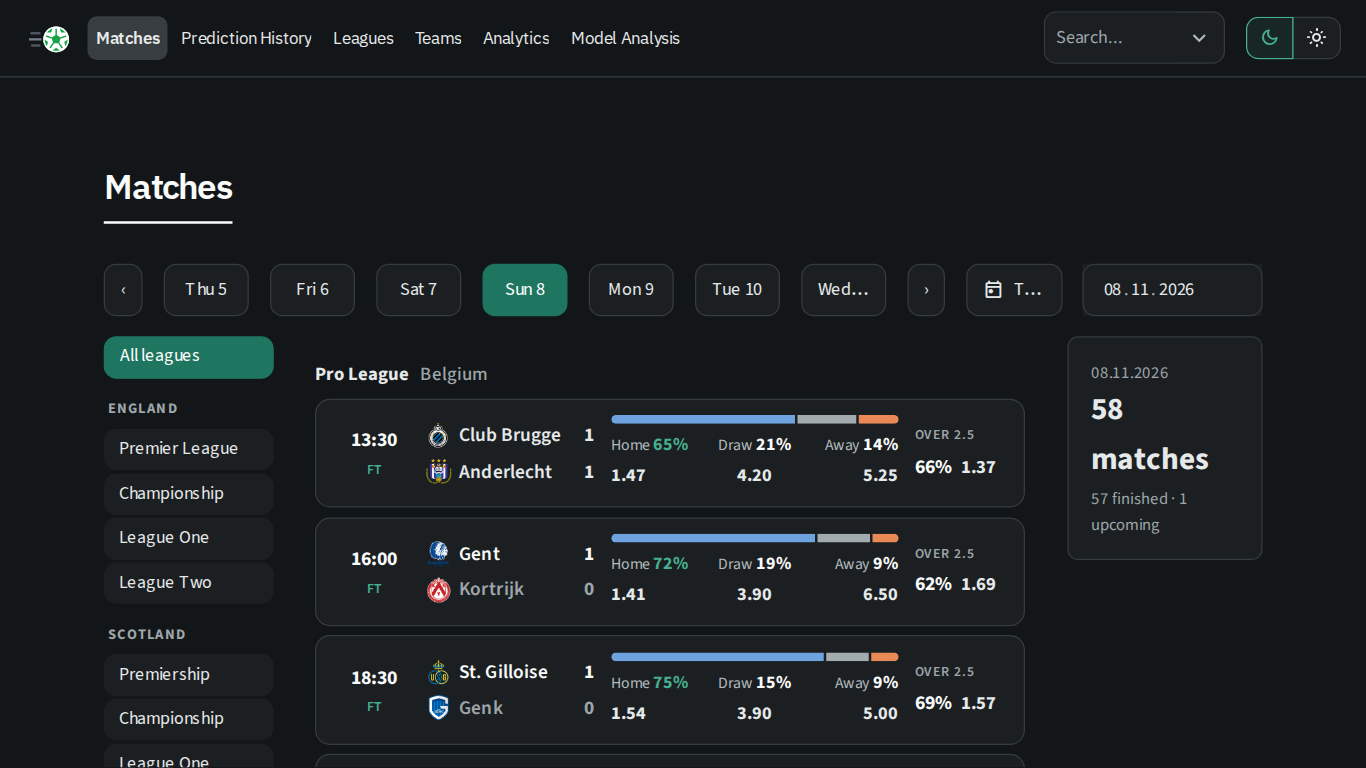 Matches Prediction History Leagues Teams Analytics Model Analysis Search...
Matches
‹ Thu 5 Fri 6 Sat 7 Sun 8 Mon 9 Tue 10 Wed... › T... 08.11.2026
All leagues
ENGLAND
Premier League
Championship
League One
League Two
SCOTLAND
Premiership
Championship
League One
Pro League Belgium
13:30
FT
Club Brugge 1
Anderlecht 1
Home 65% Draw 21% Away 14%
1.47 4.20 5.25
OVER 2.5
66% 1.37
16:00
FT
Gent 1
Kortrijk 0
Home 72% Draw 19% Away 9%
1.41 3.90 6.50
OVER 2.5
62% 1.69
18:30
FT
St. Gilloise 1
Genk 0
Home 75% Draw 15% Away 9%
1.54 3.90 5.00
OVER 2.5
69% 1.57
08.11.2026
58
matches
57 finished · 1
upcoming